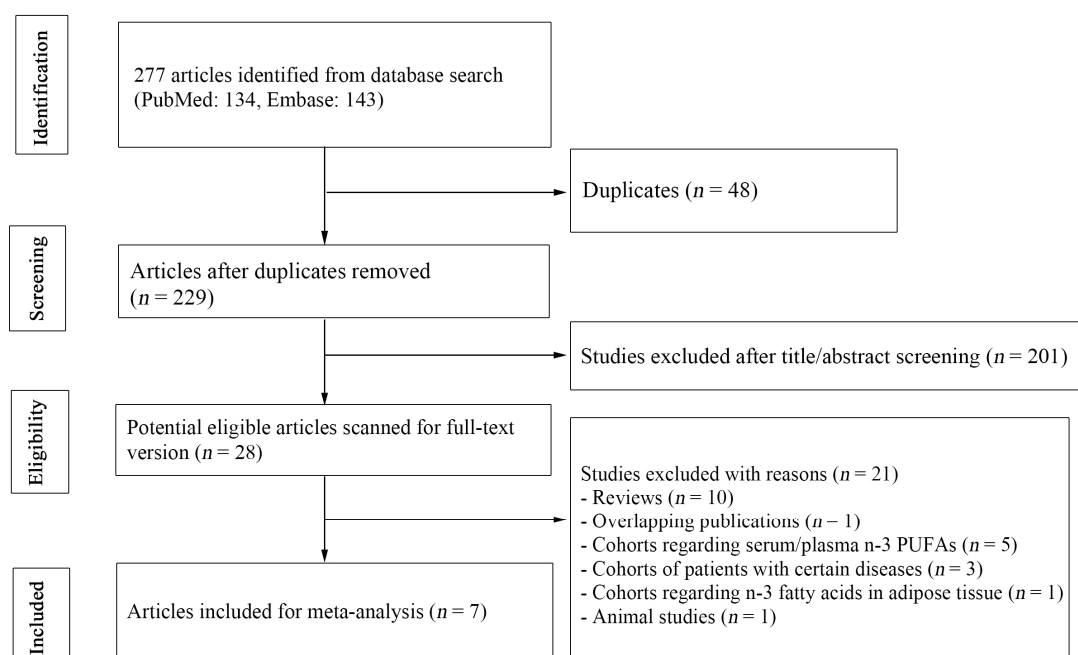 Identification
277 articles identified from database search
(PubMed: 134, Embase: 143)
Duplicates (n = 48)
Screening
Articles after duplicates removed
(n = 229)
Studies excluded after title/abstract screening (n = 201)
Eligibility
Potential eligible articles scanned for full-text
version (n = 28)
Studies excluded with reasons (n = 21)
- Reviews (n = 10)
- Overlapping publications (n – 1)
- Cohorts regarding serum/plasma n-3 PUFAs (n = 5)
- Cohorts of patients with certain diseases (n = 3)
- Cohorts regarding n-3 fatty acids in adipose tissue (n = 1)
- Animal studies (n = 1)
Included
Articles included for meta-analysis (n = 7)